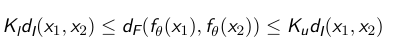 K_l d_I(x_1, x_2) ≤ d_F(f_θ(x_1), f_θ(x_2)) ≤ K_u d_I(x_1, x_2)